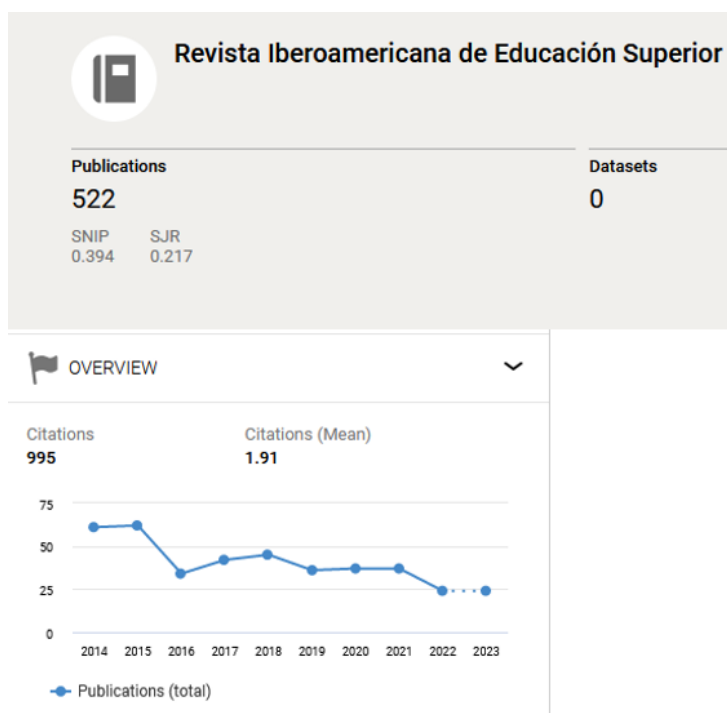 Revista Iberoamericana de Educación Superior
Publications
522
SNIP SJR
0.394 0.217
Datasets
0
OVERVIEW
Citations Citations (Mean)
995 1.91
75
50
25
0
2014 2015 2016 2017 2018 2019 2020 2021 2022 2023
Publications (total)